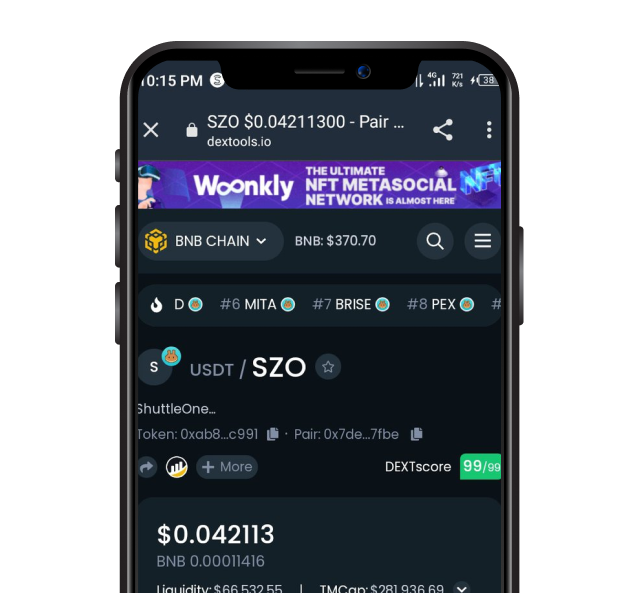 10:15 PM S 4G 721 K/s 38
SZO $0.04211300 - Pair ...
dextools.io
Woonkly THE ULTIMATE
NFT METASOCIAL
NETWORK IS ALMOST HERE
NF
BNB CHAIN BNB: $370.70
D #6 MITA #7 BRISE #8 PEX #
S USDT / SZO
ShuttleOne...
Token: 0xab8...c991 · Pair: 0x7de...7fbe
+ More DEXTscore 99/99
$0.042113
BNB 0.00011416
Liquidity: $66,532.55 | TMCap: $281,936.69